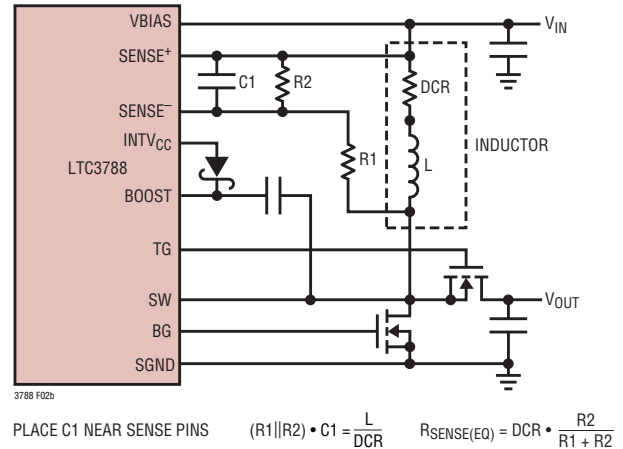 VBIAS
V_IN
SENSE⁺
C1
R2
DCR
SENSE⁻
INTV_CC
R1
L
INDUCTOR
LTC3788
BOOST
TG
SW
V_OUT
BG
SGND
3788 F02b
PLACE C1 NEAR SENSE PINS (R1||R2) • C1 = L/DCR R_SENSE(EQ) = DCR • R2/(R1 + R2)